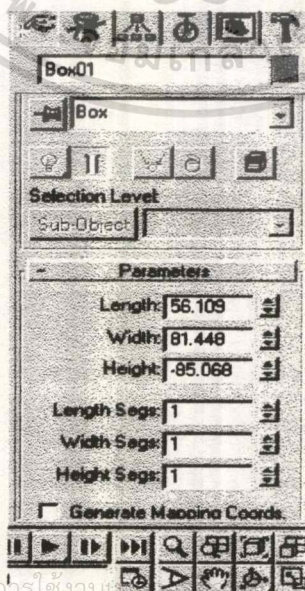 Box01
Box
Selection Level
Sub-Object
Parameters
Length: 56.109
Width: 81.448
Height: -85.068
Length Segs: 1
Width Segs: 1
Height Segs: 1
Generate Mapping Coords.